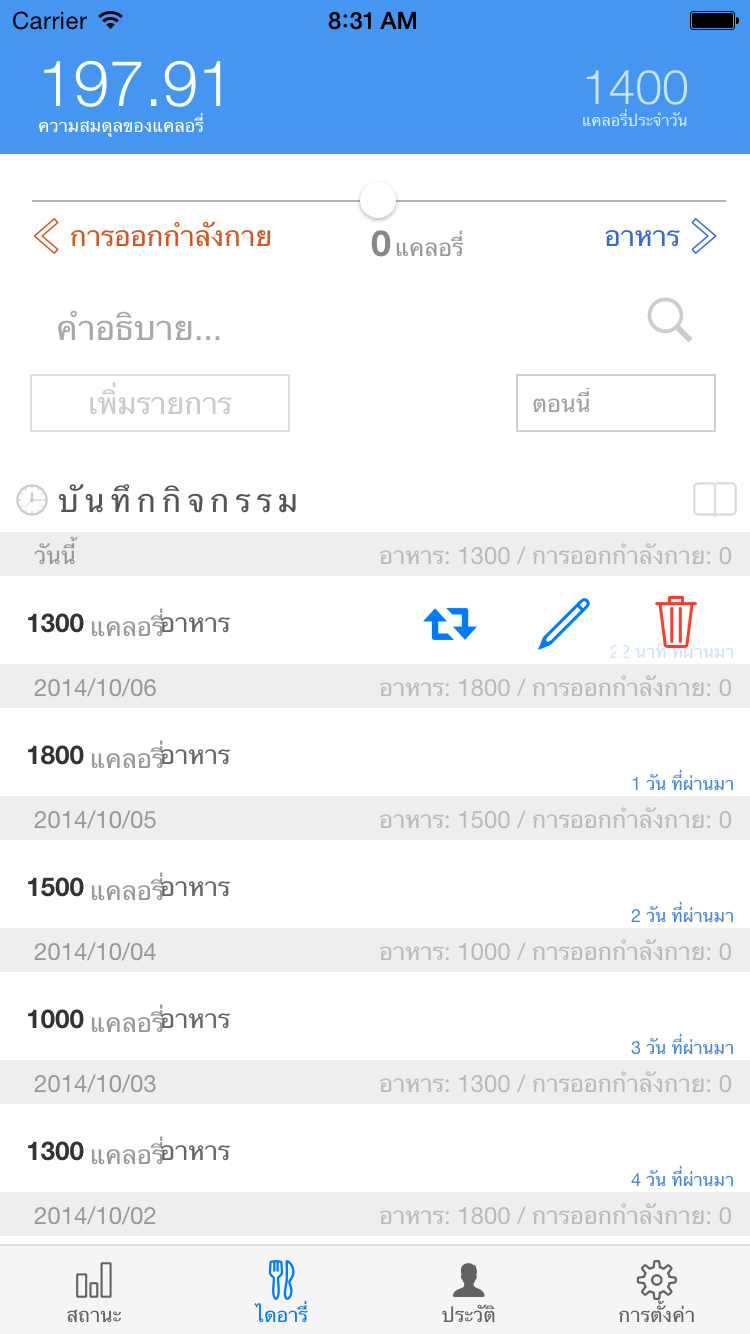 Carrier 8:31 AM
197.91 1400
ความสมดุลของแคลอรี่ แคลอรี่ประจำวัน
การออกกำลังกาย 0 แคลอรี่ อาหาร
คำอธิบาย...
เพิ่มรายการ ตอนนี้
บันทึกกิจกรรม
วันนี้ อาหาร: 1300 / การออกกำลังกาย: 0
1300 แคลอรี่ อาหาร
22 นาที ที่ผ่านมา
2014/10/06 อาหาร: 1800 / การออกกำลังกาย: 0
1800 แคลอรี่ อาหาร
1 วัน ที่ผ่านมา
2014/10/05 อาหาร: 1500 / การออกกำลังกาย: 0
1500 แคลอรี่ อาหาร
2 วัน ที่ผ่านมา
2014/10/04 อาหาร: 1000 / การออกกำลังกาย: 0
1000 แคลอรี่ อาหาร
3 วัน ที่ผ่านมา
2014/10/03 อาหาร: 1300 / การออกกำลังกาย: 0
1300 แคลอรี่ อาหาร
4 วัน ที่ผ่านมา
2014/10/02 อาหาร: 1800 / การออกกำลังกาย: 0
สถานะ ไดอารี่ ประวัติ การตั้งค่า